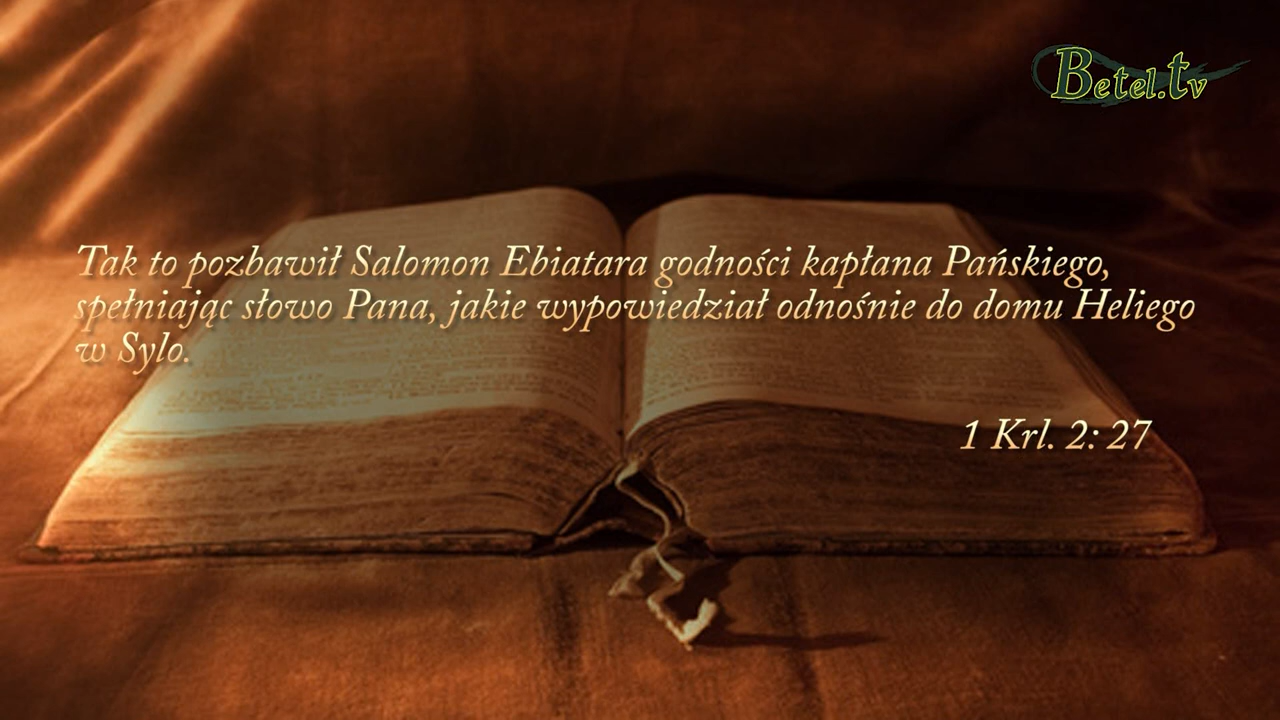 Betel.tv
Tak to pozbawił Salomon Ebiatara godności kapłana Pańskiego,
spełniając słowo Pana, jakie wypowiedział odnośnie do domu Heliego
w Sylo.
1 Krl. 2: 27